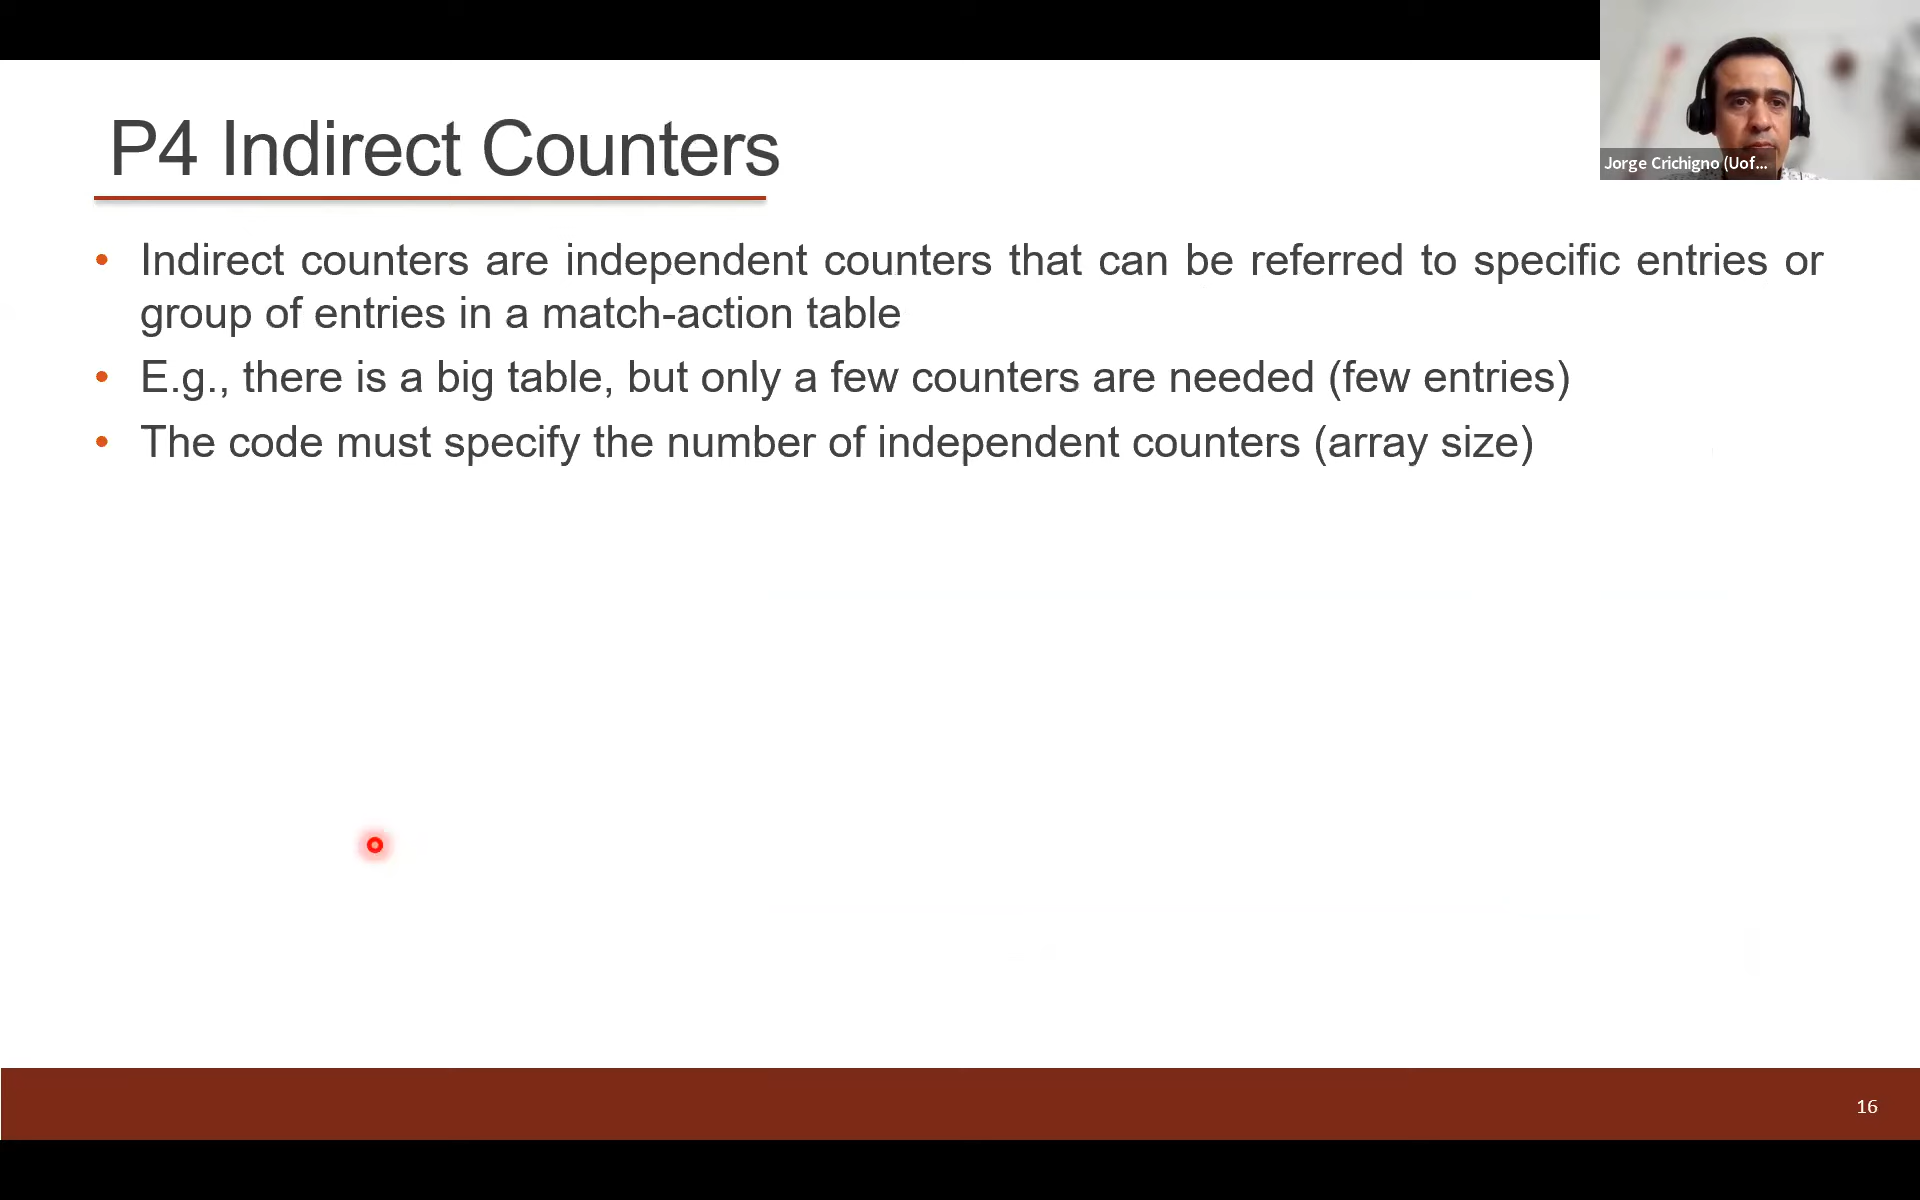 P4 Indirect Counters
Jorge Crichigno (Uof...
• Indirect counters are independent counters that can be referred to specific entries or
group of entries in a match-action table
• E.g., there is a big table, but only a few counters are needed (few entries)
• The code must specify the number of independent counters (array size)
16